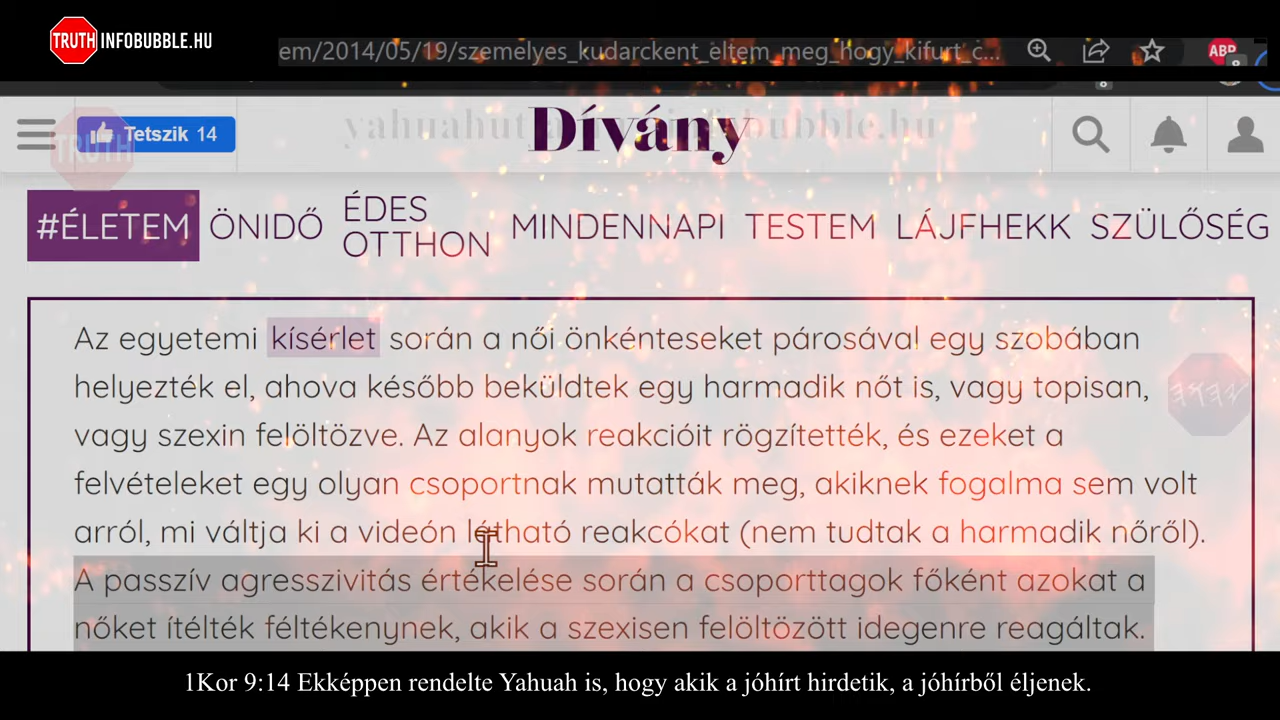 TRUTH INFOBUBBLE.HU
em/2014/05/19/szemelyes_kudarckent_eltem_meg_hogy_kifurt_c...
ABP
8
8
Tetszik 14
TRUTH
Dívány
#ÉLETEM ÖNIDŐ ÉDES OTTHON MINDENNAPI TESTEM LÁJFHEKK SZÜLŐSÉG
Az egyetemi kísérlet során a női önkénteseket párosával egy szobában
helyezték el, ahova később beküldtek egy harmadik nőt is, vagy topisan,
vagy szexin felöltözve. Az alanyok reakcióit rögzítették, és ezeket a
felvételeket egy olyan csoportnak mutatták meg, akiknek fogalma sem volt
arról, mi váltja ki a videón látható reakcókat (nem tudtak a harmadik nőről).
A passzív agresszivitás értékelése során a csoporttagok főként azokat a
nőket ítélték féltékenynek, akik a szexisen felöltözött idegenre reagáltak.
1Kor 9:14 Ekképpen rendelte Yahuah is, hogy akik a jóhírt hirdetik, a jóhírből éljenek.